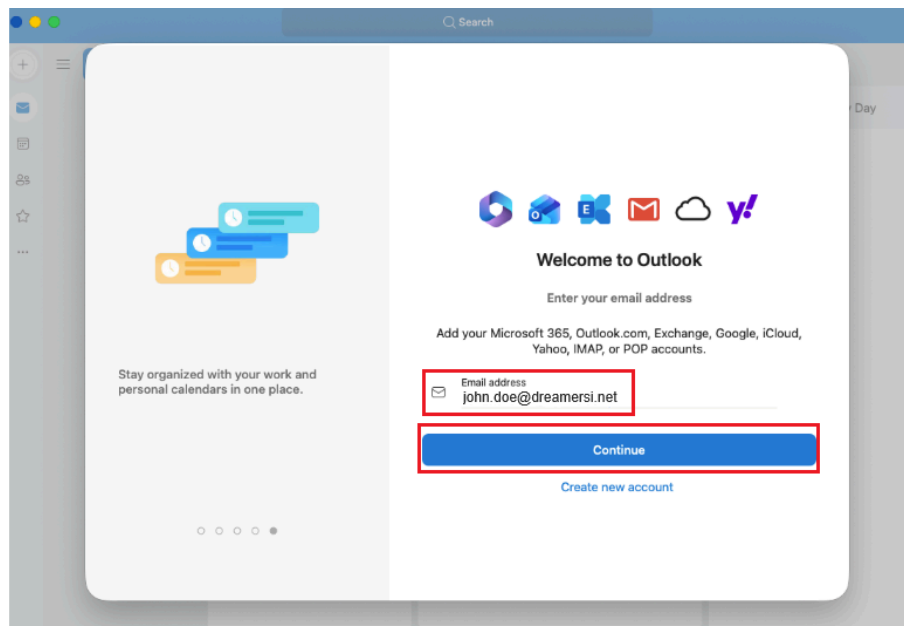 Search
Day
Welcome to Outlook
Enter your email address
Add your Microsoft 365, Outlook.com, Exchange, Google, iCloud,
Yahoo, IMAP, or POP accounts.
Stay organized with your work and
personal calendars in one place.
Email address
john.doe@dreamersi.net
Continue
Create new account